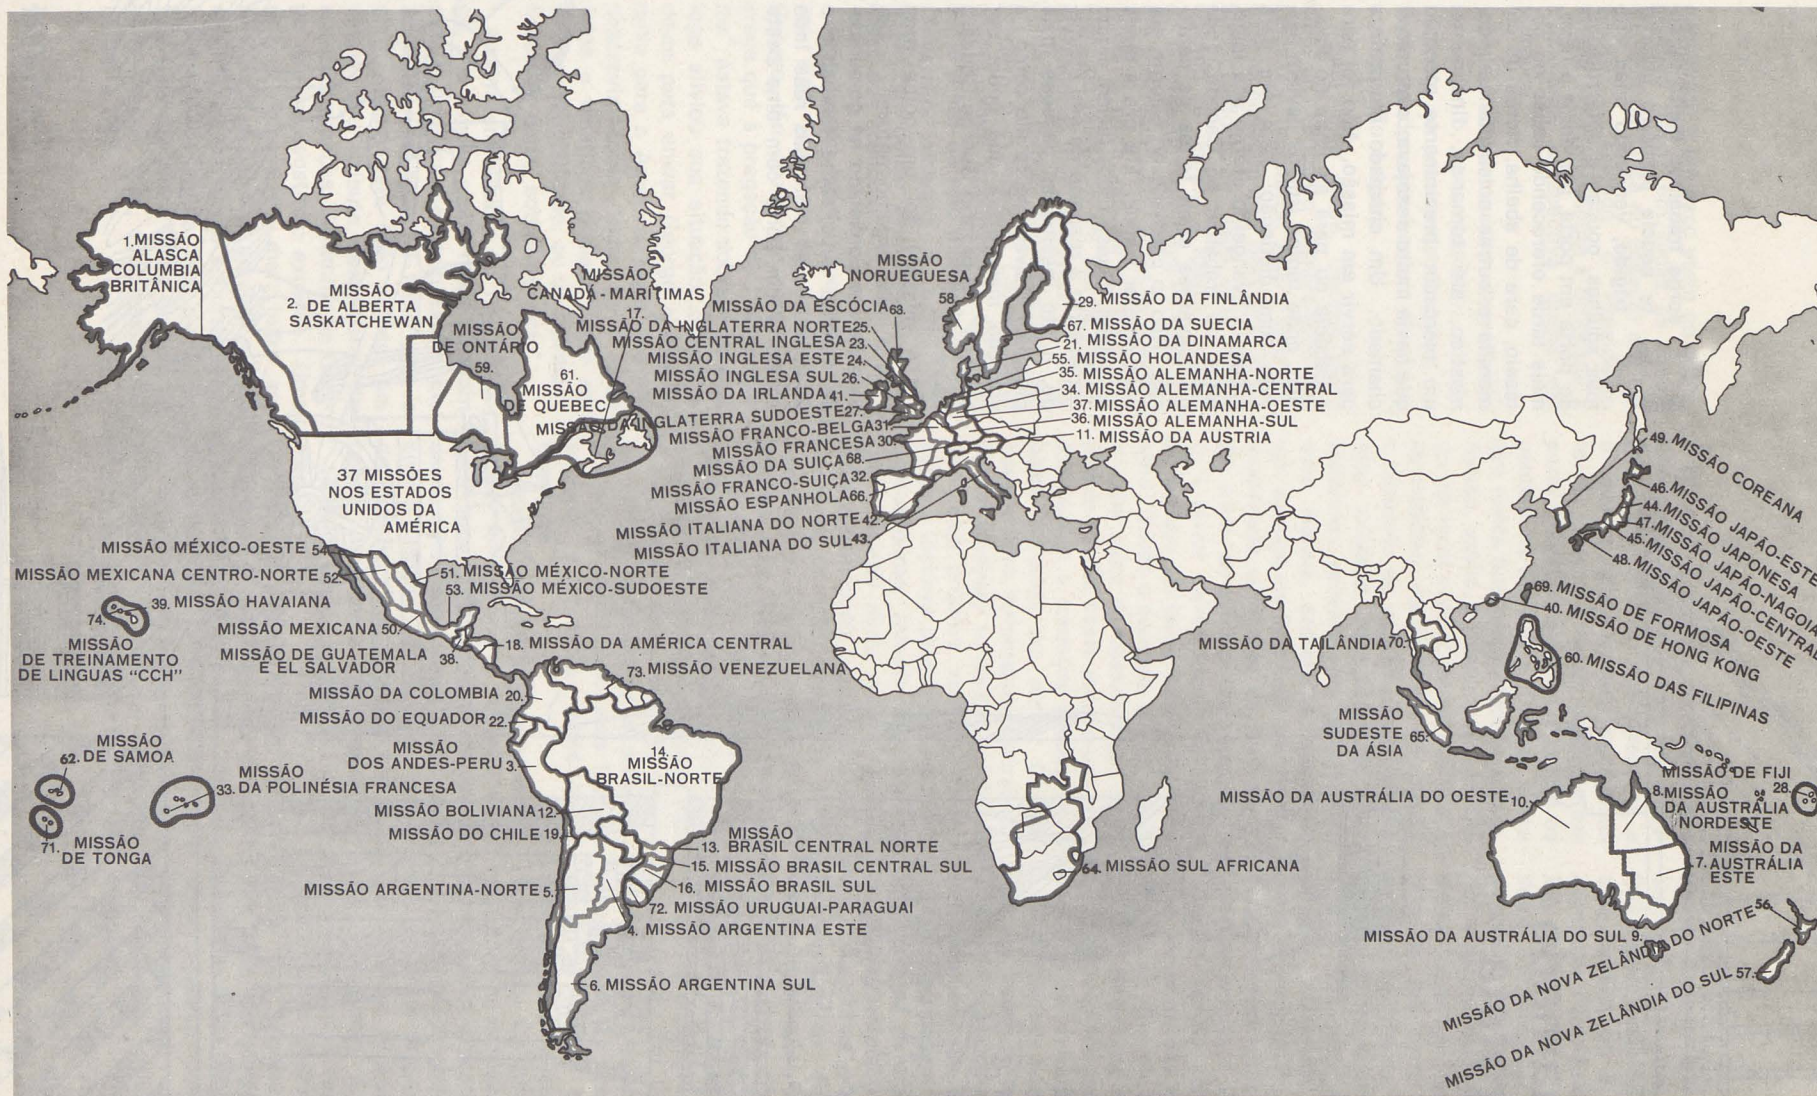 1. MISSÃO
ALASCA
COLUMBIA
BRITÂNICA
MISSÃO
2. DE ALBERTA
SASKATCHEWAN
MISSÃO
DE ONTÁRIO
59.
61.
MISSÃO
DE QUEBEC
MISSÃO
CANADÁ-MARÍTIMAS
17.
37 MISSÕES
NOS ESTADOS
UNIDOS DA
AMÉRICA
MISSÃO MÉXICO-OESTE 54.
MISSÃO MEXICANA CENTRO-NORTE 52.
51. MISSÃO MÉXICO-NORTE
53. MISSÃO MÉXICO-SUDOESTE
39. MISSÃO HAVAIANA
74.
MISSÃO
DE TREINAMENTO
DE LINGUAS “CCH”
MISSÃO MEXICANA 50.
MISSÃO DE GUATEMALA
E EL SALVADOR
38.
18. MISSÃO DA AMÉRICA CENTRAL
73. MISSÃO VENEZUELANA
MISSÃO DA COLOMBIA 20.
MISSÃO DO EQUADOR 22.
MISSÃO
DOS ANDES-PERU 3.
14.
MISSÃO
BRASIL-NORTE
MISSÃO
62. DE SAMOA
MISSÃO
33. DA POLINÉSIA FRANCESA
71. MISSÃO
DE TONGA
MISSÃO BOLIVIANA 12.
MISSÃO DO CHILE 19.
MISSÃO
13. BRASIL CENTRAL NORTE
15. MISSÃO BRASIL CENTRAL SUL
16. MISSÃO BRASIL SUL
MISSÃO ARGENTINA-NORTE 5.
72. MISSÃO URUGUAI-PARAGUAI
4. MISSÃO ARGENTINA ESTE
6. MISSÃO ARGENTINA SUL
MISSÃO
NORUEGUESA
58.
MISSÃO DA ESCÓCIA 63.
MISSÃO DA INGLATERRA NORTE 25.
MISSÃO CENTRAL INGLESA 23.
MISSÃO INGLESA ESTE 24.
MISSÃO INGLESA SUL 26.
MISSÃO DA IRLANDA 41.
MISSÃO DA INGLATERRA SUDOESTE 27.
MISSÃO FRANCO-BELGA 31.
MISSÃO FRANCESA 30.
MISSÃO DA SUIÇA 68.
MISSÃO FRANCO-SUIÇA 32.
MISSÃO ESPANHOLA 66.
MISSÃO ITALIANA DO NORTE 42.
MISSÃO ITALIANA DO SUL 43.
29. MISSÃO DA FINLÂNDIA
67. MISSÃO DA SUECIA
21. MISSÃO DA DINAMARCA
55. MISSÃO HOLANDESA
35. MISSÃO ALEMANHA-NORTE
34. MISSÃO ALEMANHA-CENTRAL
37. MISSÃO ALEMANHA-OESTE
36. MISSÃO ALEMANHA-SUL
11. MISSÃO DA AUSTRIA
49. MISSÃO COREANA
46. MISSÃO JAPÃO-ESTE
44. MISSÃO JAPONESA
47. MISSÃO JAPÃO-NAGOIA
45. MISSÃO JAPÃO-CENTRAL
48. MISSÃO JAPÃO-OESTE
69. MISSÃO DE FORMOSA
40. MISSÃO DE HONG KONG
MISSÃO DA TAILÂNDIA 70.
60. MISSÃO DAS FILIPINAS
MISSÃO
SUDESTE 65.
DA ÁSIA
64. MISSÃO SUL AFRICANA
MISSÃO DE FIJI
28.
MISSÃO DA AUSTRÁLIA DO OESTE 10.
8. MISSÃO
DA AUSTRÁLIA
NORDESTE
MISSÃO DA
7. AUSTRÁLIA
ESTE
MISSÃO DA AUSTRÁLIA DO SUL 9.
MISSÃO DA NOVA ZELÂNDIA DO NORTE 56.
MISSÃO DA NOVA ZELÂNDIA DO SUL 57.